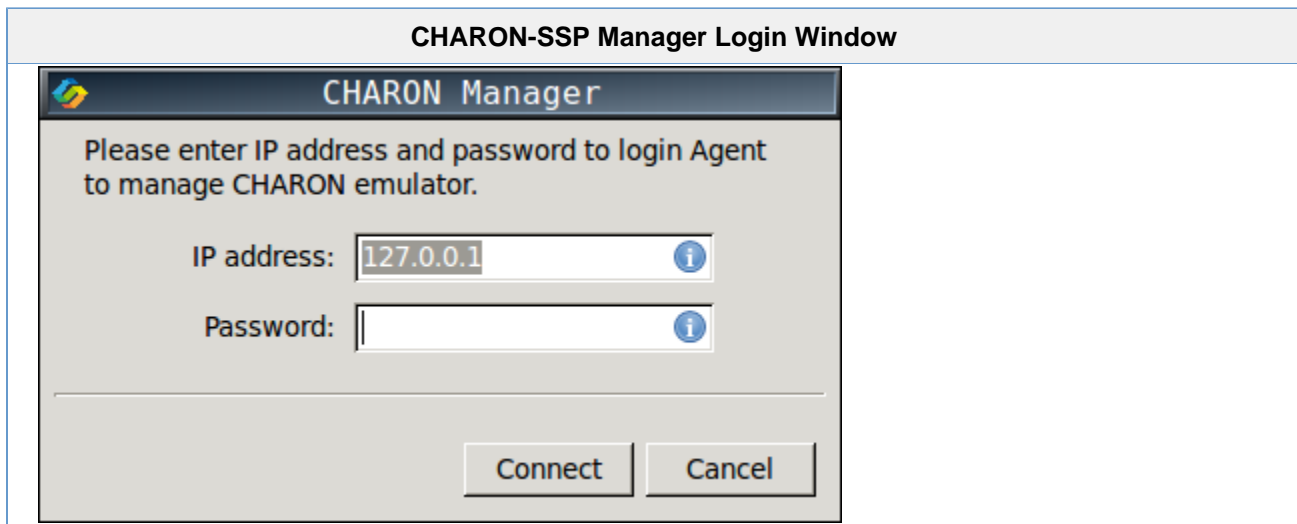 CHARON-SSP Manager Login Window
CHARON Manager
Please enter IP address and password to login Agent
to manage CHARON emulator.
IP address: 127.0.0.1
Password:
Connect Cancel